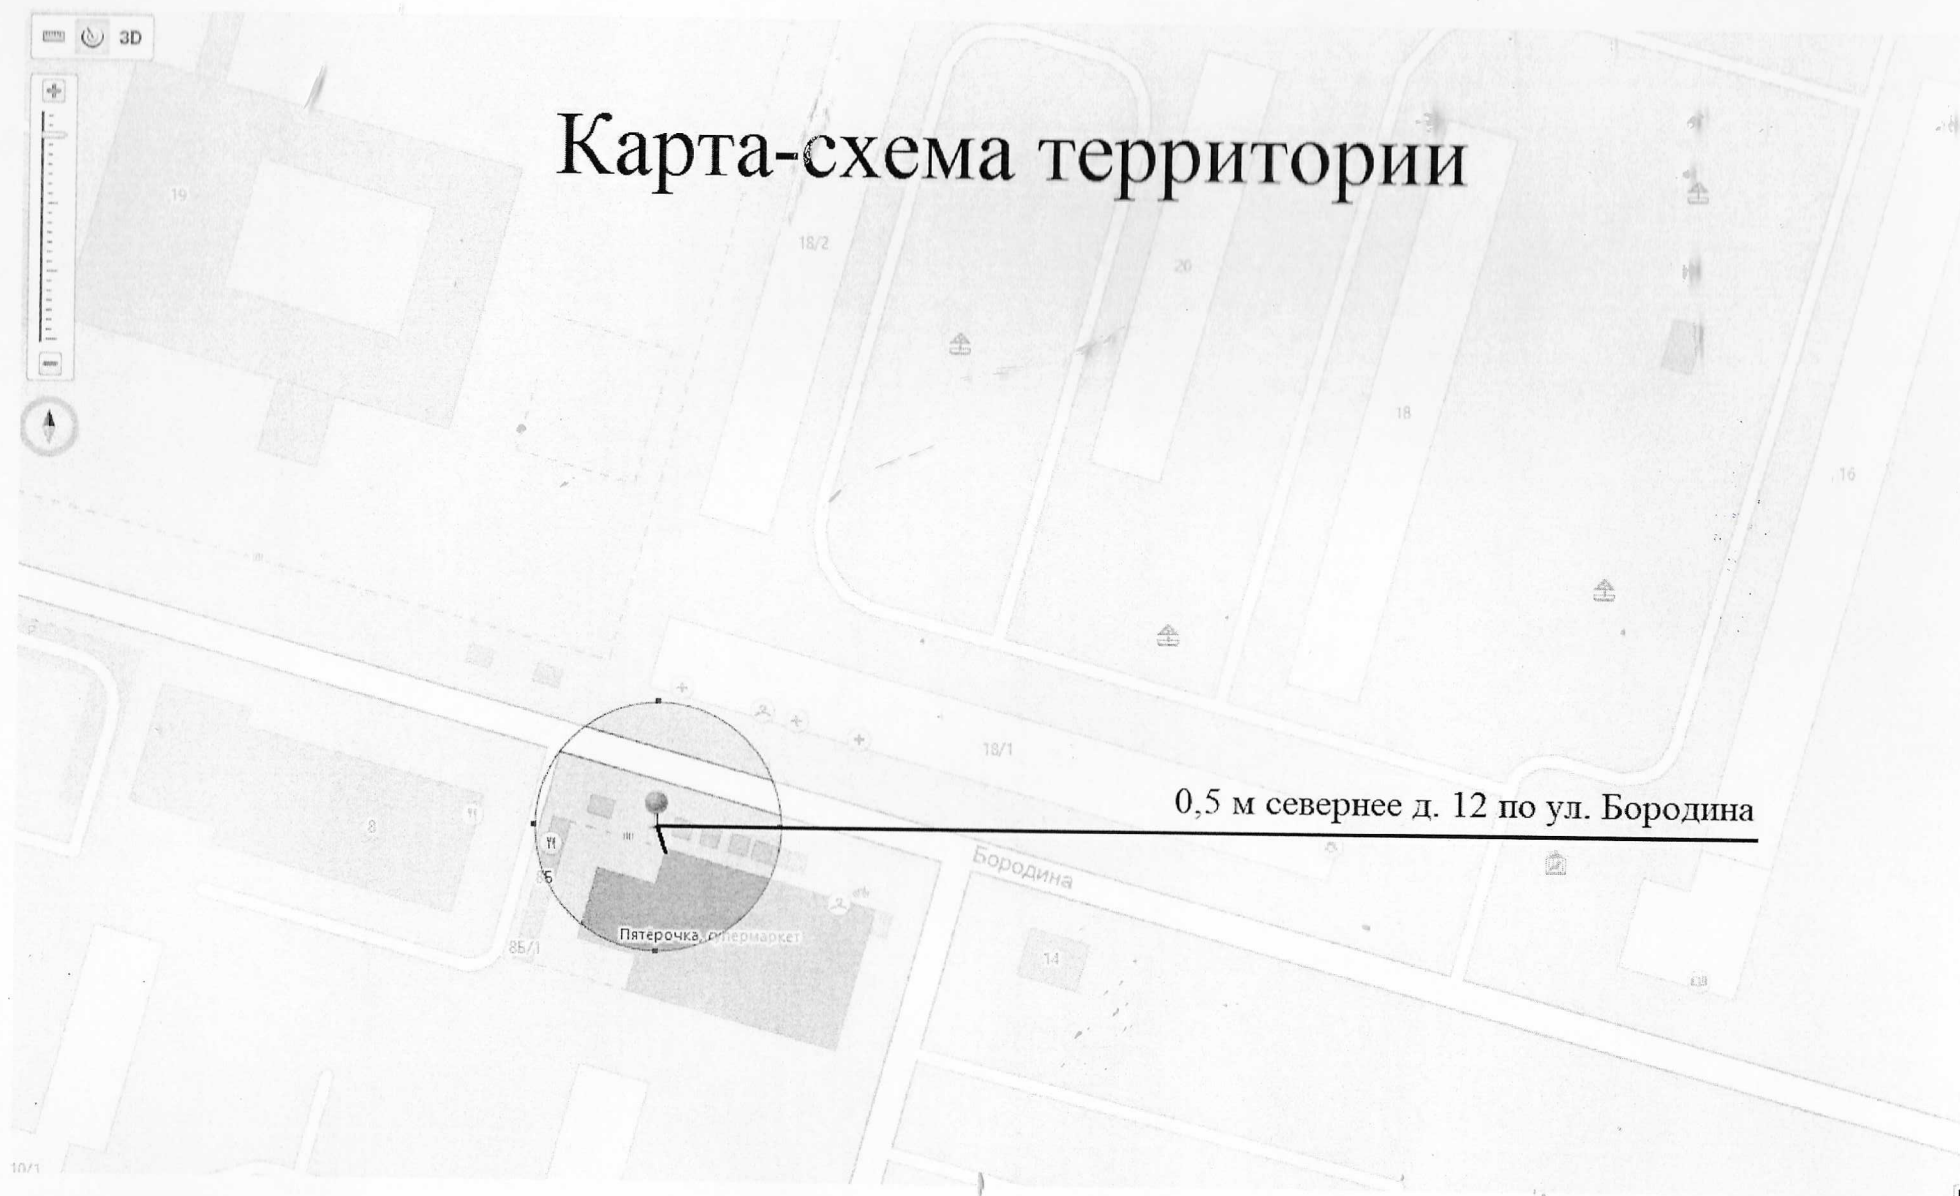 3D
Карта-схема территории
19
18/2
20
18
16
18/1
0,5 м севернее д. 12 по ул. Бородина
8
8Б
Бородина
Пятерочка, супермаркет
8Б/1
14
10/1